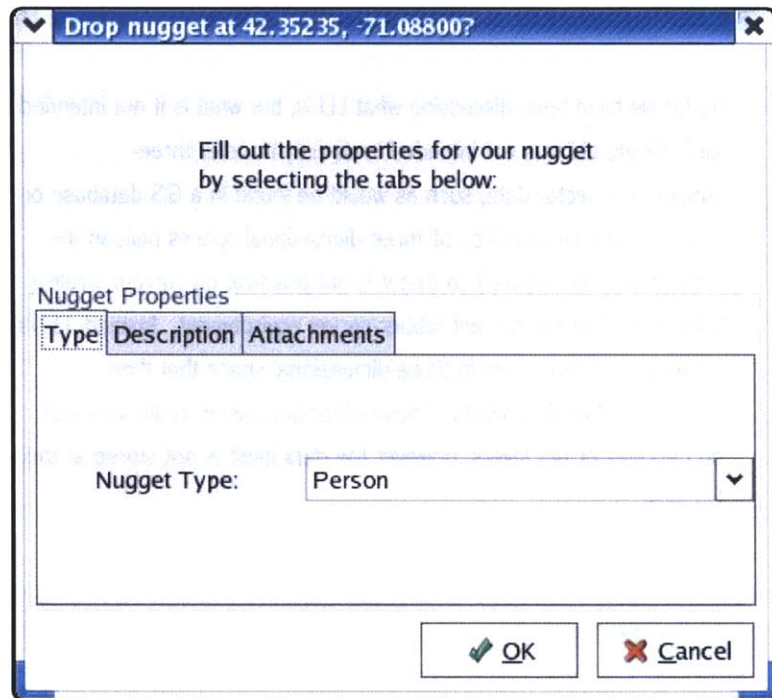 Drop nugget at 42.35235, -71.08800?
Fill out the properties for your nugget
by selecting the tabs below:
Nugget Properties
Type Description Attachments
Nugget Type: Person
OK Cancel